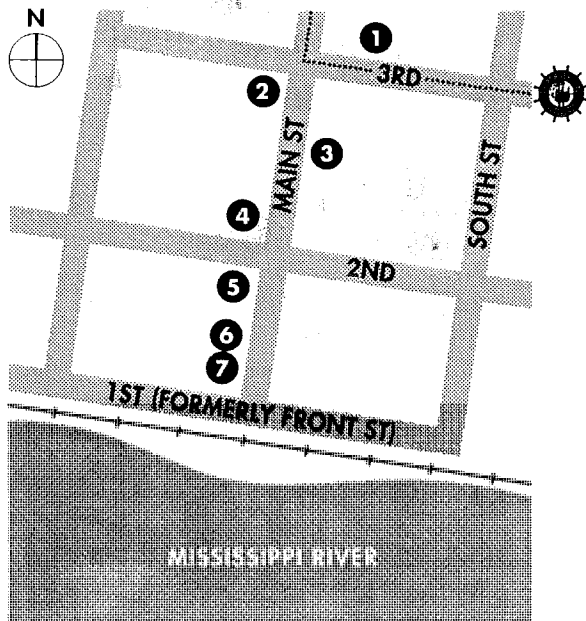 N
1
3RD
2
MAIN ST
3
SOUTH ST
4
2ND
5
6
7
1ST (FORMERLY FRONT ST)
MISSISSIPPI RIVER